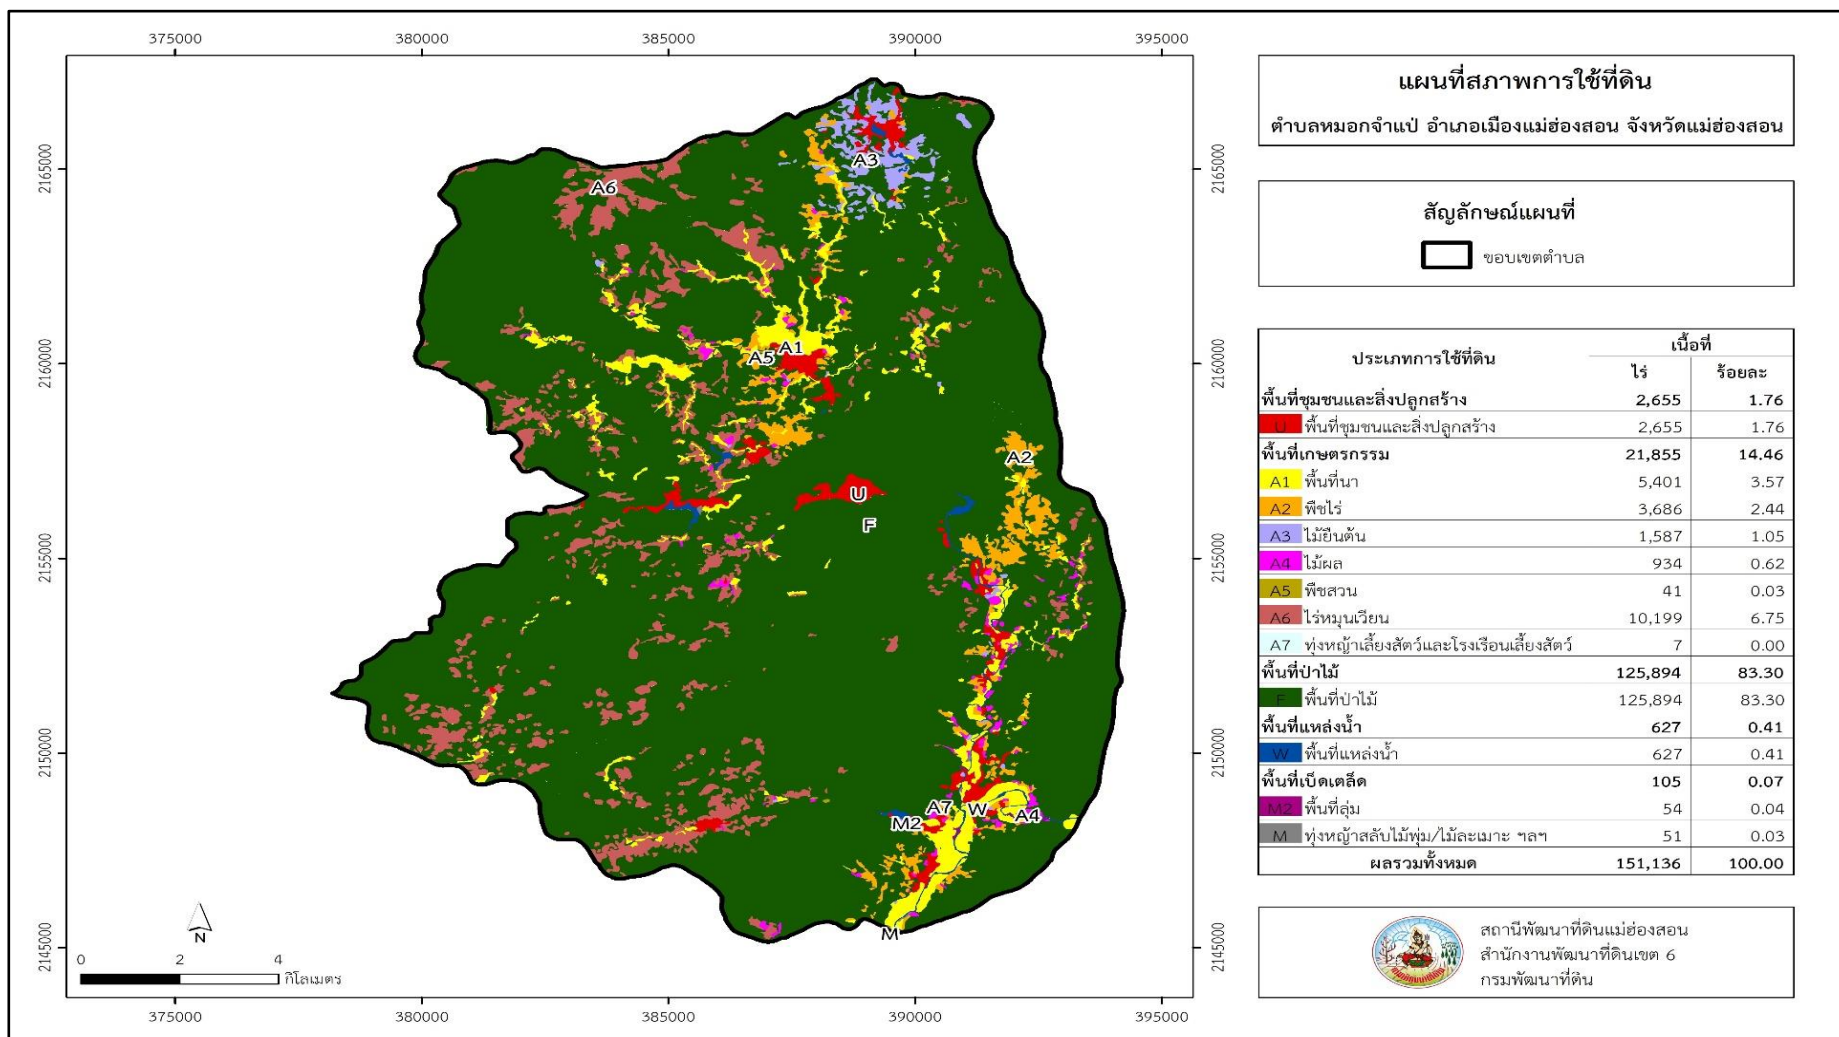 375000 380000 385000 390000 395000
2165000 2165000
2160000 2160000
2155000 2155000
2150000 2150000
2145000 2145000
A3
A6
A1
A5
A2
U
F
A7
W
A4
M2
M
N
0 2 4
กิโลเมตร
375000 380000 385000 390000 395000
แผนที่สภาพการใช้ที่ดิน
ตำบลหมอกจำแป่ อำเภอเมืองแม่ฮ่องสอน จังหวัดแม่ฮ่องสอน
สัญลักษณ์แผนที่
ขอบเขตตำบล
ประเภทการใช้ที่ดิน เนื้อที่
ไร่ ร้อยละ
พื้นที่ชุมชนและสิ่งปลูกสร้าง 2,655 1.76
U พื้นที่ชุมชนและสิ่งปลูกสร้าง 2,655 1.76
พื้นที่เกษตรกรรม 21,855 14.46
A1 พื้นที่นา 5,401 3.57
A2 พืชไร่ 3,686 2.44
A3 ไม้ยืนต้น 1,587 1.05
A4 ไม้ผล 934 0.62
A5 พืชสวน 41 0.03
A6 ไร่หมุนเวียน 10,199 6.75
A7 ทุ่งหญ้าเลี้ยงสัตว์และโรงเรือนเลี้ยงสัตว์ 7 0.00
พื้นที่ป่าไม้ 125,894 83.30
F พื้นที่ป่าไม้ 125,894 83.30
พื้นที่แหล่งน้ำ 627 0.41
W พื้นที่แหล่งน้ำ 627 0.41
พื้นที่เบ็ดเตล็ด 105 0.07
M2 พื้นที่ลุ่ม 54 0.04
M ทุ่งหญ้าสลับไม้พุ่ม/ไม้ละเมาะ ฯลฯ 51 0.03
ผลรวมทั้งหมด 151,136 100.00
สถานีพัฒนาที่ดินแม่ฮ่องสอน
สำนักงานพัฒนาที่ดินเขต 6
กรมพัฒนาที่ดิน